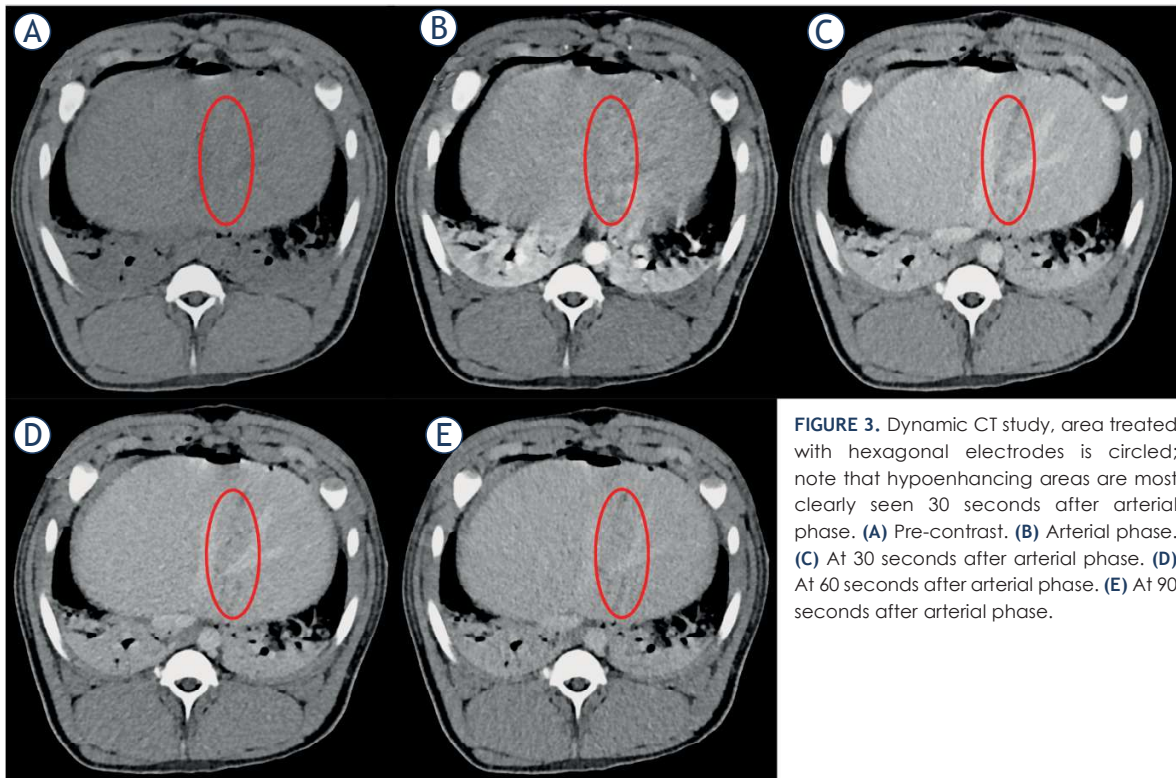 A
B
C
D
E
FIGURE 3. Dynamic CT study, area treated
with hexagonal electrodes is circled;
note that hypoenhancing areas are most
clearly seen 30 seconds after arterial
phase. (A) Pre-contrast. (B) Arterial phase.
(C) At 30 seconds after arterial phase. (D)
At 60 seconds after arterial phase. (E) At 90
seconds after arterial phase.